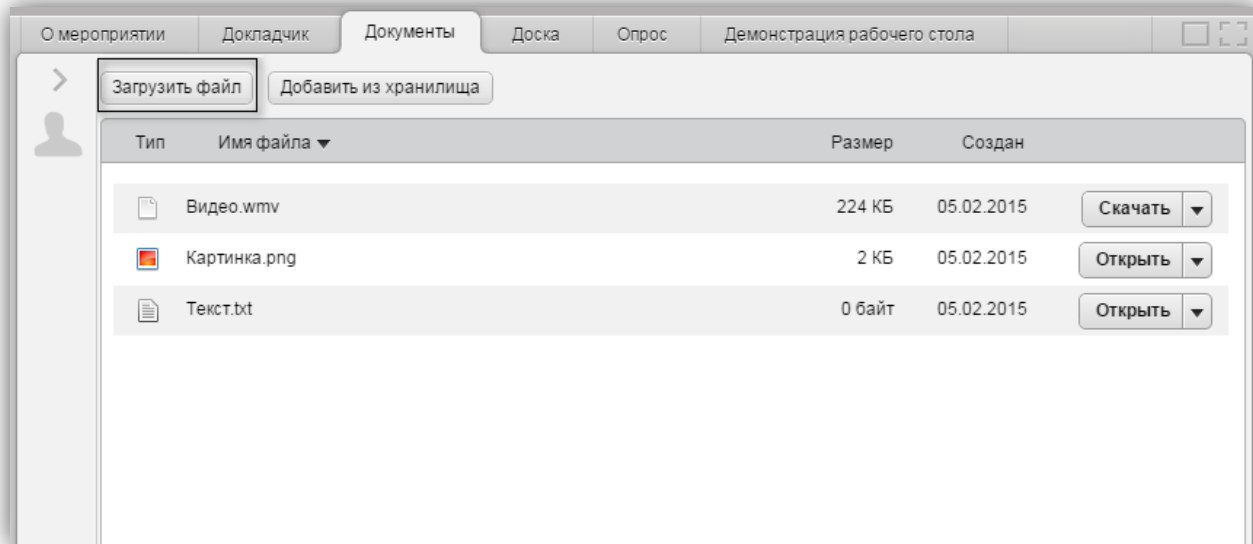 О мероприятии Докладчик Документы Доска Опрос Демонстрация рабочего стола
Загрузить файл Добавить из хранилища
Тип Имя файла Размер Создан
Видео.wmv 224 КБ 05.02.2015 Скачать
Картинка.png 2 КБ 05.02.2015 Открыть
Текст.txt 0 байт 05.02.2015 Открыть